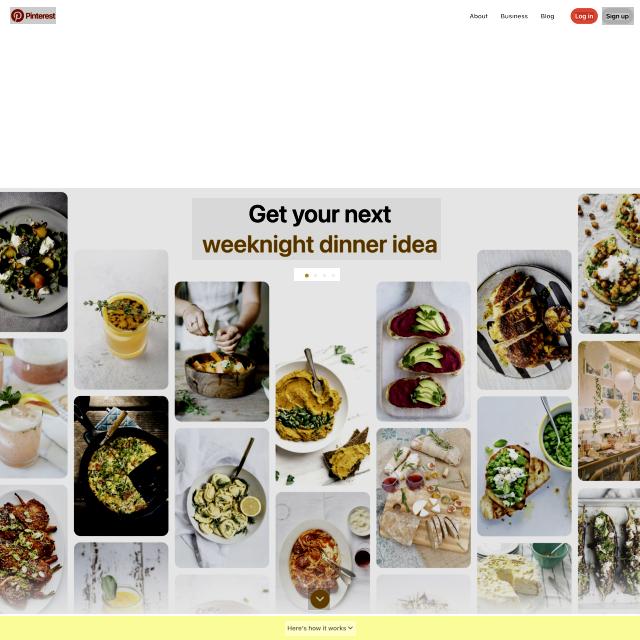 Pinterest
About
Business
Blog
Log in
Sign up
Get your next
weeknight dinner idea
Here's how it works